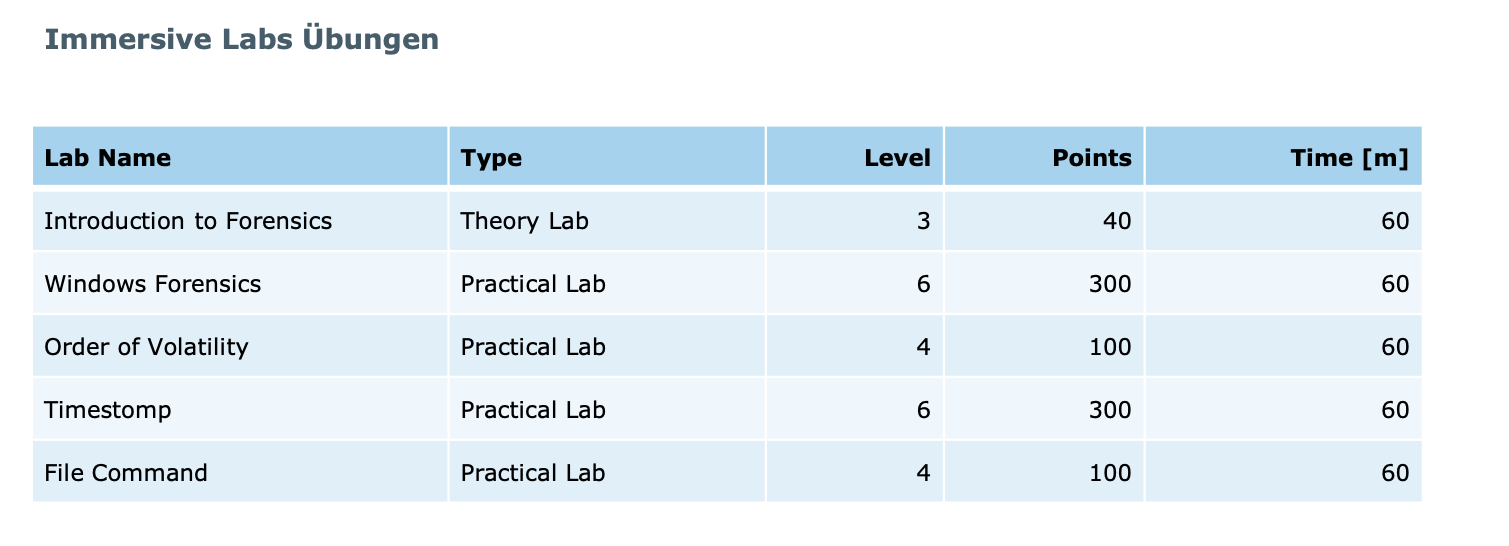 Immersive Labs Übungen
Lab Name Type Level Points Time [m]
Introduction to Forensics Theory Lab 3 40 60
Windows Forensics Practical Lab 6 300 60
Order of Volatility Practical Lab 4 100 60
Timestomp Practical Lab 6 300 60
File Command Practical Lab 4 100 60